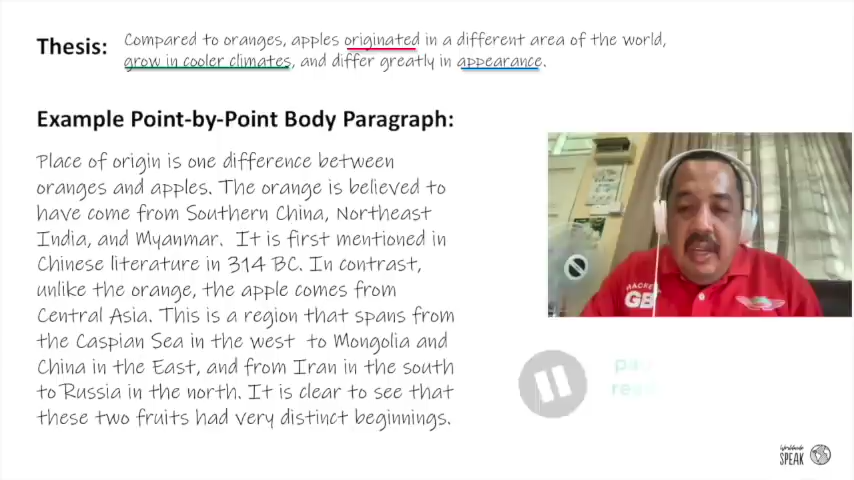 Thesis:
Compared to oranges, apples originated in a different area of the world,
grow in cooler climates, and differ greatly in appearance.
Example Point-by-Point Body Paragraph:
Place of origin is one difference between
oranges and apples. The orange is believed to
have come from Southern China, Northeast
India, and Myanmar. It is first mentioned in
Chinese literature in 314 BC. In contrast,
unlike the orange, the apple comes from
Central Asia. This is a region that spans from
the Caspian Sea in the west to Mongolia and
China in the East, and from Iran in the south
to Russia in the north. It is clear to see that
these two fruits had very distinct beginnings.
GB
SPEAK